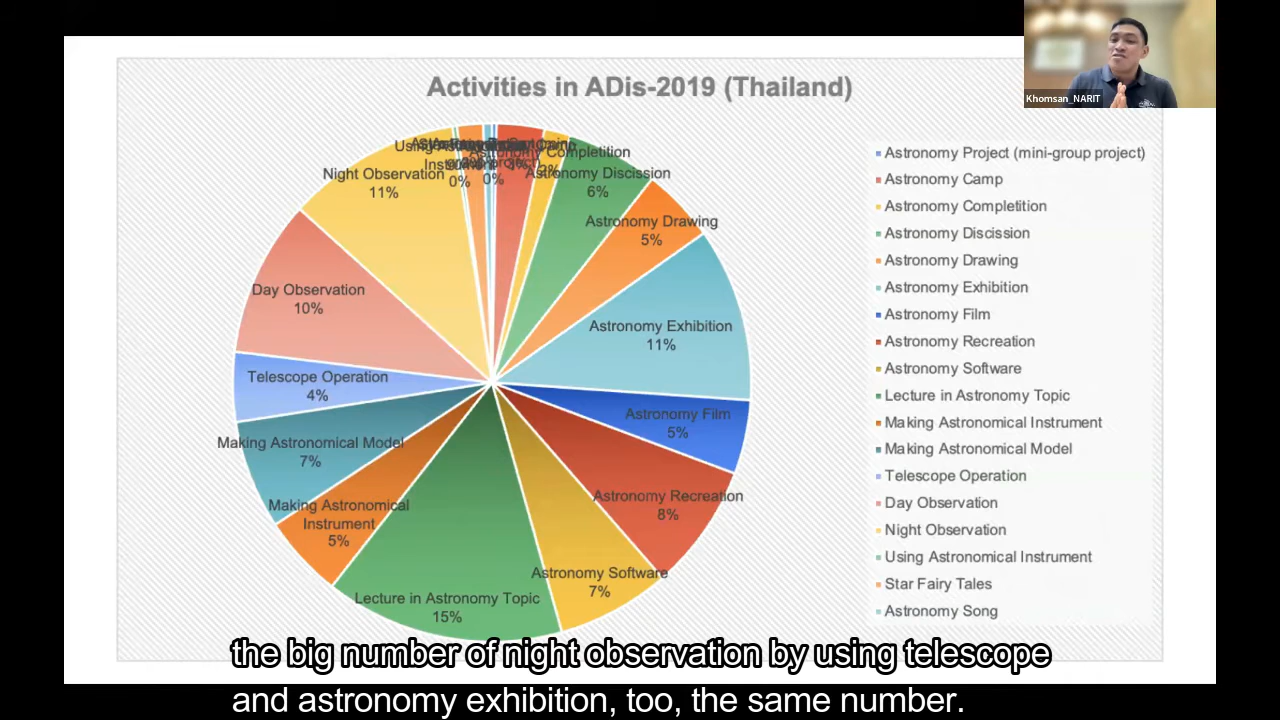 Khomsan_NARIT
Activities in ADis-2019 (Thailand)
Night Observation
11%
0%
0%
3%
2%
Astronomy Completition
Astronomy Discission
6%
Astronomy Drawing
5%
Astronomy Exhibition
11%
Day Observation
10%
Telescope Operation
4%
Astronomy Film
5%
Making Astronomical Model
7%
Astronomy Recreation
8%
Making Astronomical
Instrument
5%
Astronomy Software
7%
Lecture in Astronomy Topic
15%
Astronomy Project (mini-group project)
Astronomy Camp
Astronomy Completition
Astronomy Discission
Astronomy Drawing
Astronomy Exhibition
Astronomy Film
Astronomy Recreation
Astronomy Software
Lecture in Astronomy Topic
Making Astronomical Instrument
Making Astronomical Model
Telescope Operation
Day Observation
Night Observation
Using Astronomical Instrument
Star Fairy Tales
Astronomy Song
the big number of night observation by using telescope
and astronomy exhibition, too, the same number.